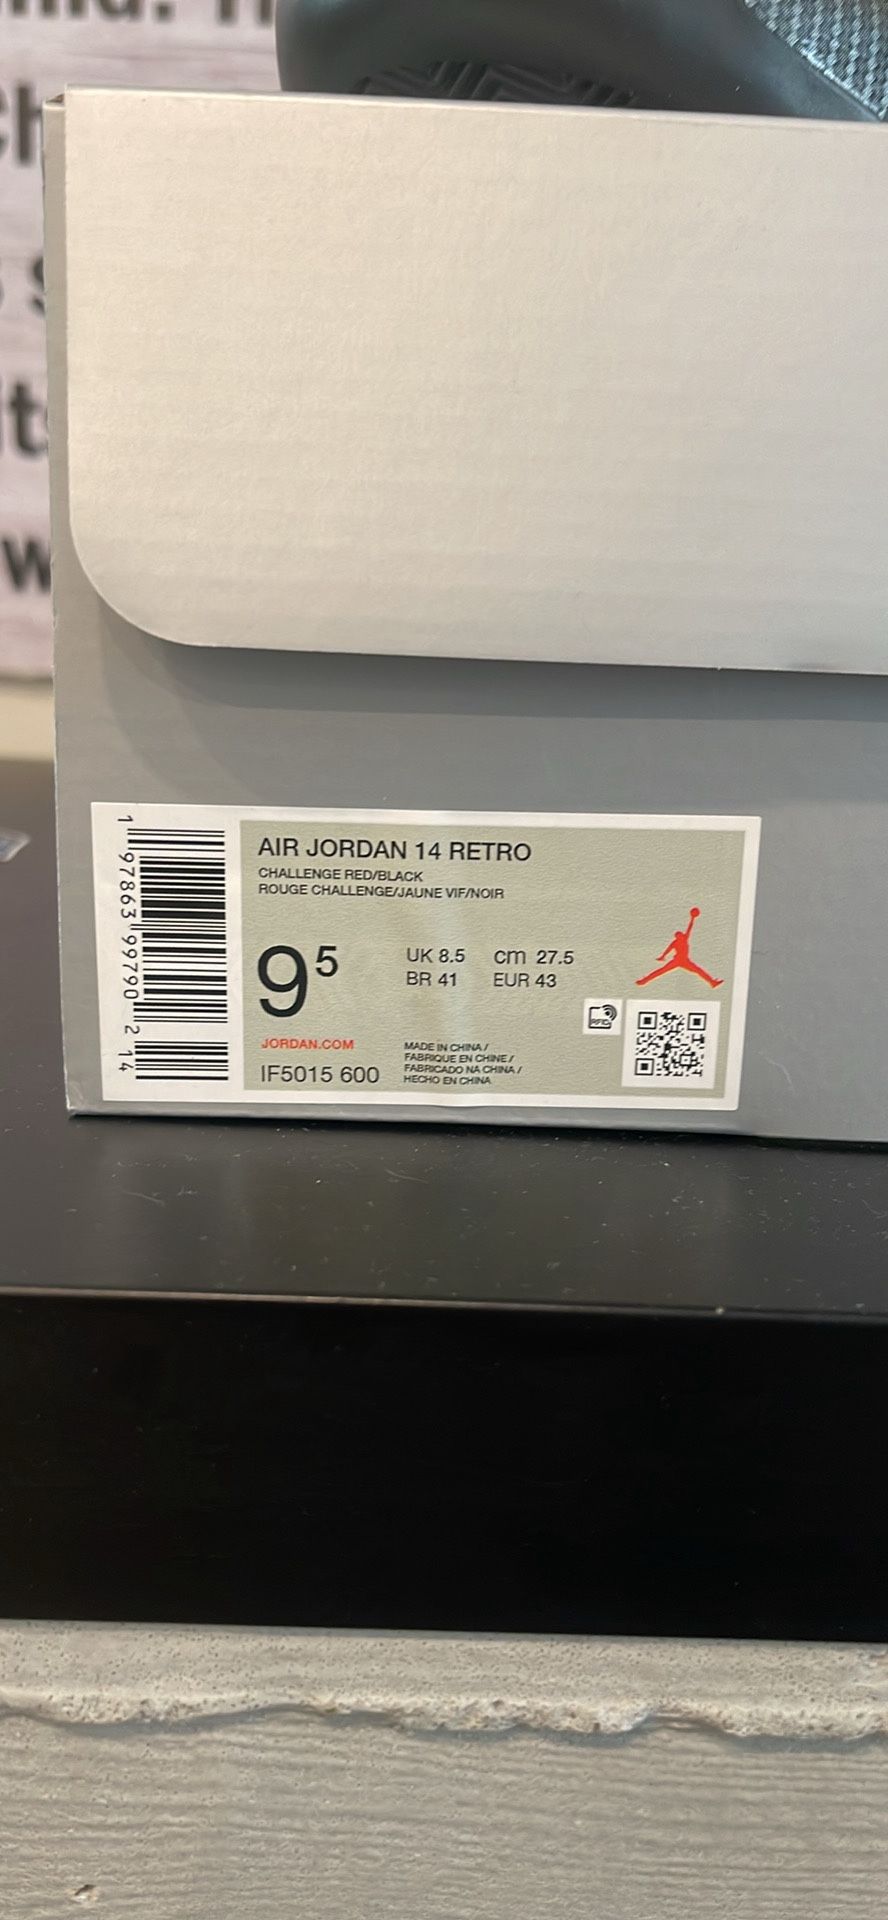 AIR JORDAN 14 RETRO
CHALLENGE RED/BLACK
ROUGE CHALLENGE/JAUNE VIF/NOIR
9⁵
UK 8.5 cm 27.5
BR 41 EUR 43
RFID
JORDAN.COM
IF5015 600
MADE IN CHINA /
FABRIQUE EN CHINE /
FABRICADO NA CHINA /
HECHO EN CHINA
1 97863 99790 2 14